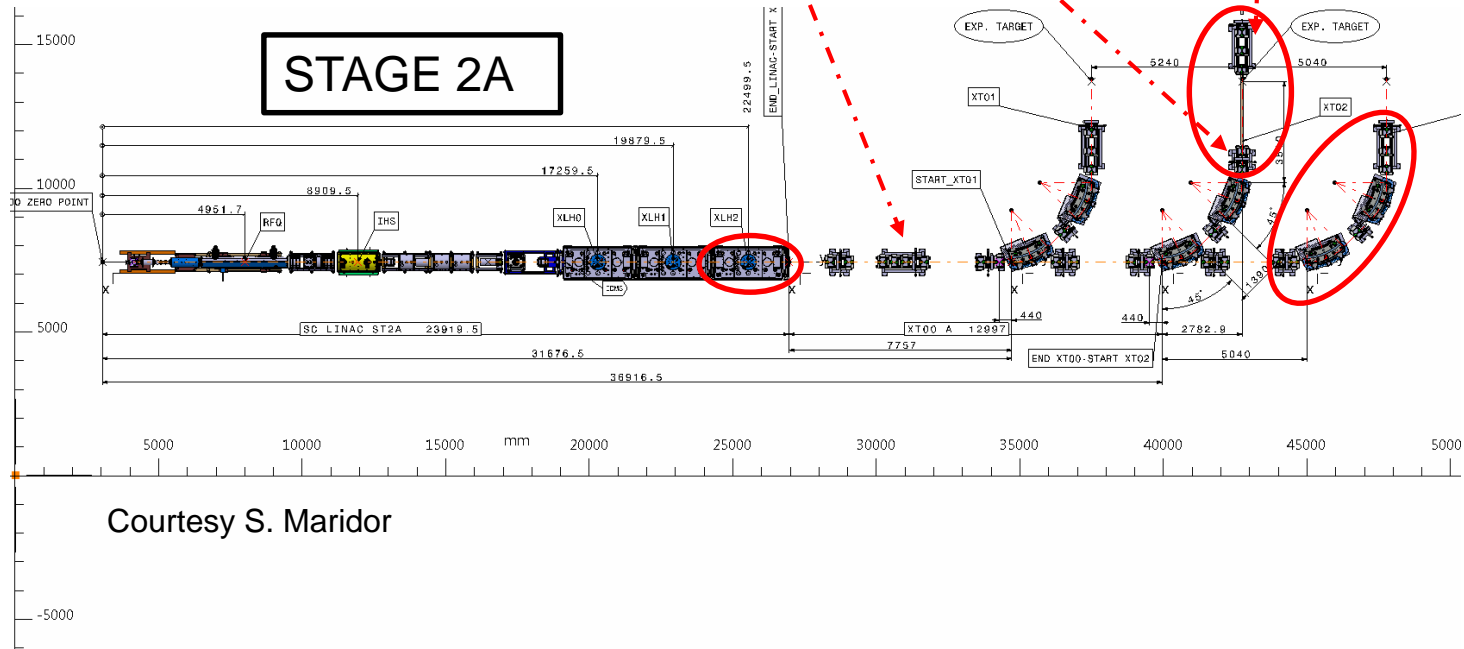 15000
STAGE 2A
22499.5
END_LINAC-START X
EXP. TARGET
EXP. TARGET
5240
5040
XT01
XT02
19879.5
17259.5
10000
8909.5
START_XT01
ZERO POINT
4951.7
RFQ
IHS
XLH0
XLH1
XLH2
45°
X
X
X
X
45°
5000
SC LINAC ST2A 23919.5
XT00 A 12997
440
440
2782.9
7757
31676.5
END XT00-START XT02
5040
36916.5
5000
10000
15000
mm
20000
25000
30000
35000
40000
45000
5000
Courtesy S. Maridor
-5000